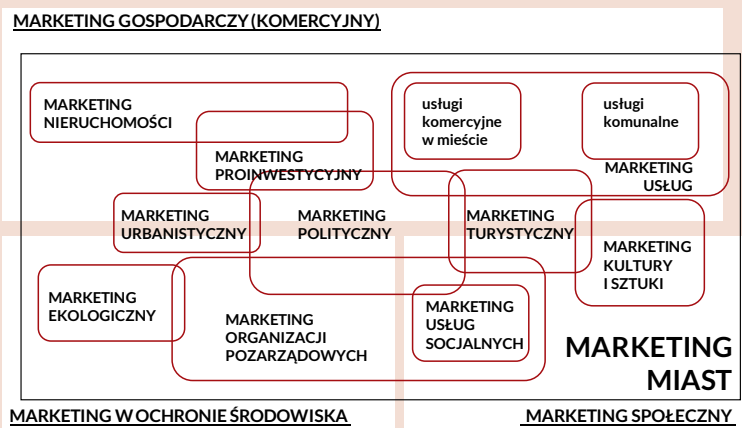 MARKETING GOSPODARCZY (KOMERCYJNY)
MARKETING
NIERUCHOMOŚCI
usługi
komercyjne
w mieście
usługi
komunalne
MARKETING
PROINWESTYCYJNY
MARKETING
USŁUG
MARKETING
URBANISTYCZNY
MARKETING
POLITYCZNY
MARKETING
TURYSTYCZNY
MARKETING
KULTURY
I SZTUKI
MARKETING
EKOLOGICZNY
MARKETING
ORGANIZACJI
POZARZĄDOWYCH
MARKETING
USŁUG
SOCJALNYCH
MARKETING
MIAST
MARKETING W OCHRONIE ŚRODOWISKA
MARKETING SPOŁECZNY